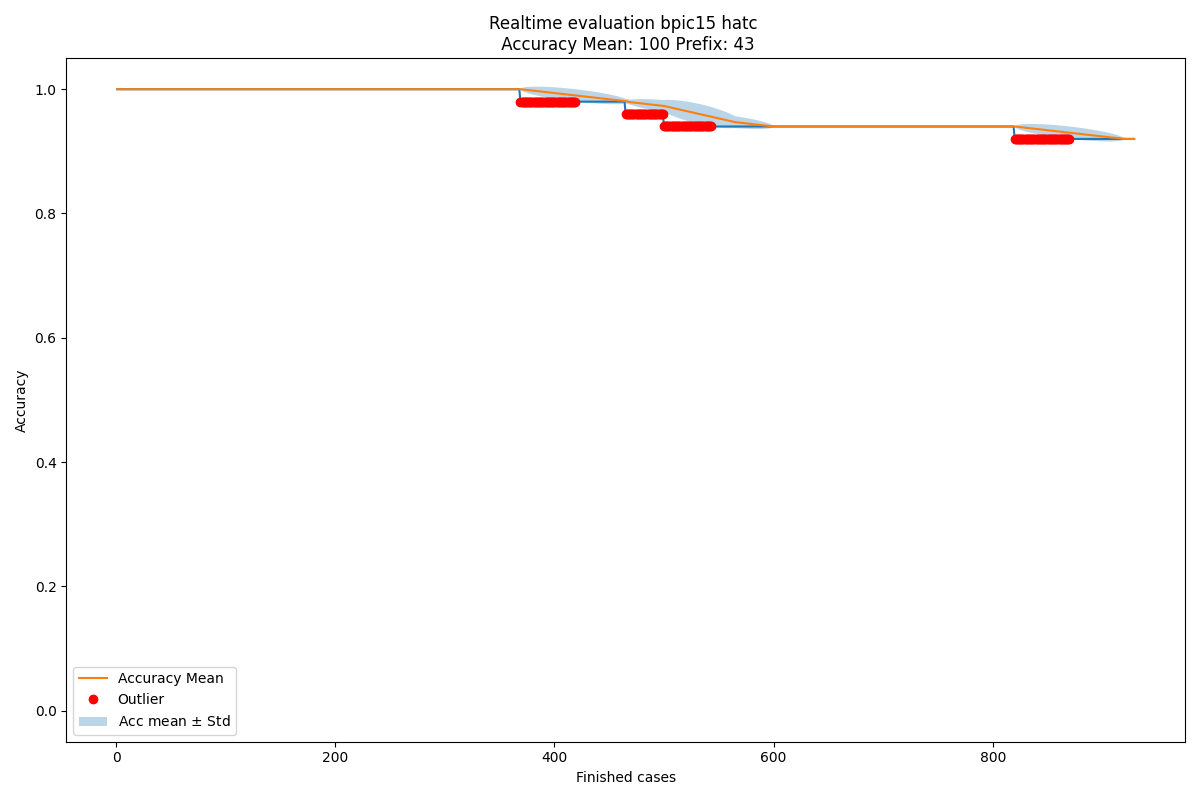 Realtime evaluation bpic15 hatc
Accuracy Mean: 100 Prefix: 43
1.0
0.8
0.6
0.4
0.2
0.0
Accuracy
Accuracy Mean
Outlier
Acc mean ± Std
0 200 400 600 800
Finished cases